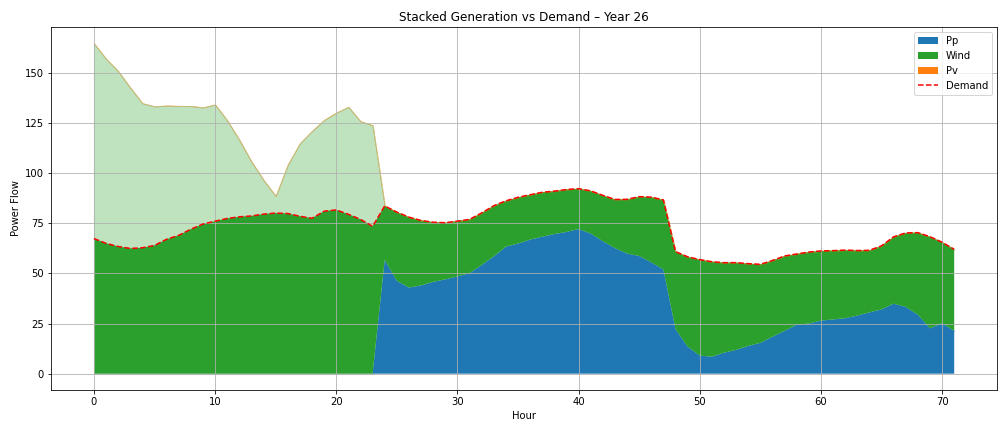 Stacked Generation vs Demand – Year 26
Pp
Wind
Pv
Demand
150
125
100
75
50
25
0
Power Flow
0 10 20 30 40 50 60 70
Hour